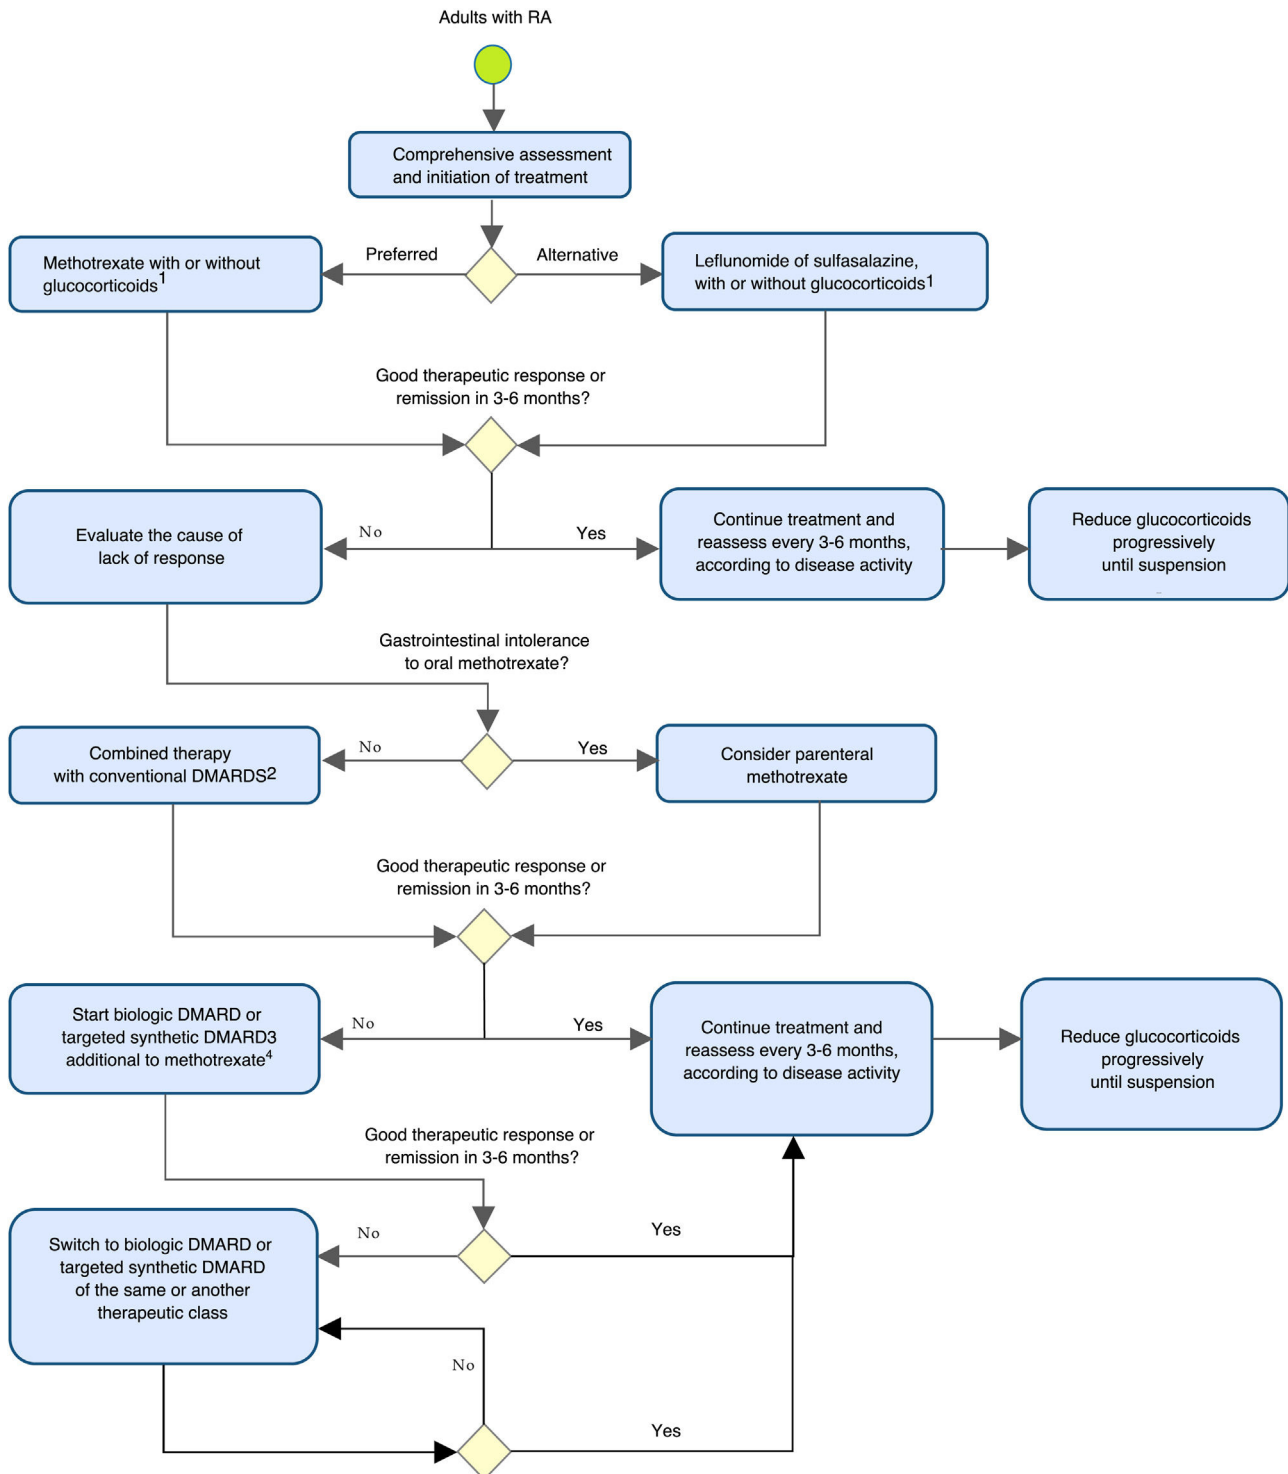 Adults with RA
Comprehensive assessment
and initiation of treatment
Preferred
Alternative
Methotrexate with or without
glucocorticoids1
Leflunomide of sulfasalazine,
with or without glucocorticoids1
Good therapeutic response or
remission in 3-6 months?
Evaluate the cause of
lack of response
No
Yes
Continue treatment and
reassess every 3-6 months,
according to disease activity
Reduce glucocorticoids
progressively
until suspension
Gastrointestinal intolerance
to oral methotrexate?
Combined therapy
with conventional DMARDS2
No
Yes
Consider parenteral
methotrexate
Good therapeutic response or
remission in 3-6 months?
Start biologic DMARD or
targeted synthetic DMARD3
additional to methotrexate4
No
Yes
Continue treatment and
reassess every 3-6 months,
according to disease activity
Reduce glucocorticoids
progressively
until suspension
Good therapeutic response or
remission in 3-6 months?
Switch to biologic DMARD or
targeted synthetic DMARD
of the same or another
therapeutic class
No
Yes
No
Yes